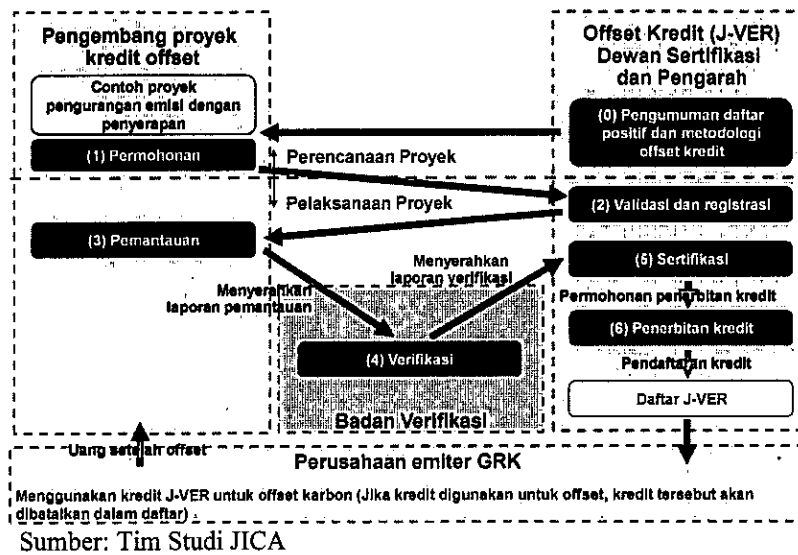 Pengembang proyek
kredit offset
Contoh proyek
pengurangan emisi dengan
penyerapan
(1) Permohonan
Offset Kredit (J-VER)
Dewan Sertifikasi
dan Pengarah
(0) Pengumuman daftar
positif dan metodologi
offset kredit
Perencanaan Proyek
Pelaksanaan Proyek
(2) Validasi dan registrasi
(3) Pemantauan
Menyerahkan
laporan pemantauan
Menyerahkan
laporan verifikasi
(4) Verifikasi
Badan Verifikasi
(5) Sertifikasi
Permohonan penerbitan kredit
(6) Penerbitan kredit
Pendaftaran kredit
Daftar J-VER
Uang setelah offset
Perusahaan emiter GRK
Menggunakan kredit J-VER untuk offset karbon (Jika kredit digunakan untuk offset, kredit tersebut akan
dibatalkan dalam daftar)
Sumber: Tim Studi JICA